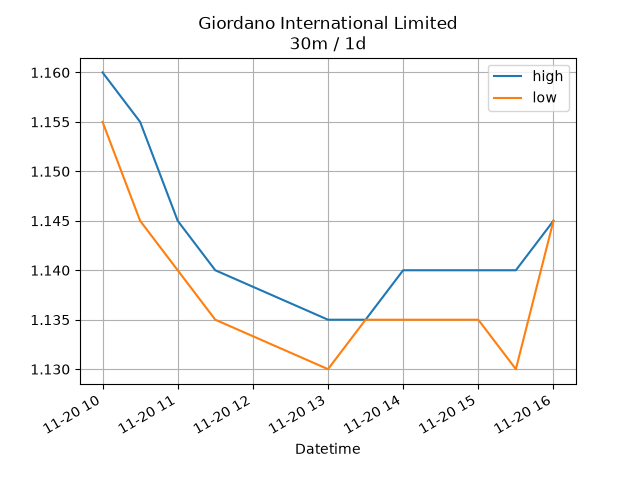 Giordano International Limited
30m / 1d
high
low
1.160
1.155
1.150
1.145
1.140
1.135
1.130
11-20 10
11-20 11
11-20 12
11-20 13
11-20 14
11-20 15
11-20 16
Datetime